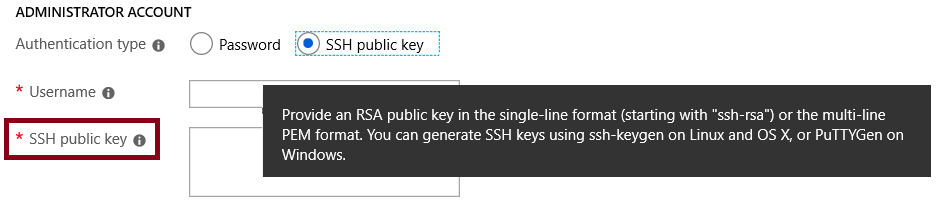 ADMINISTRATOR ACCOUNT
Authentication type Password SSH public key
* Username
Provide an RSA public key in the single-line format (starting with "ssh-rsa") or the multi-line
* SSH public key
PEM format. You can generate SSH keys using ssh-keygen on Linux and OS X, or PuTTYGen on
Windows.